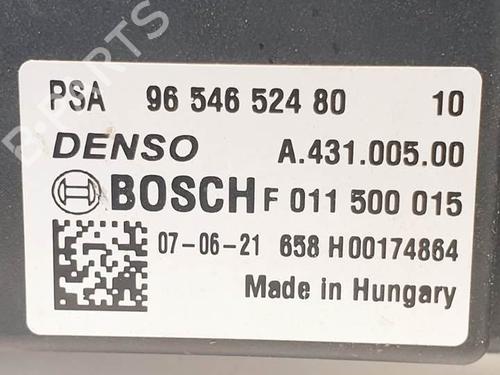 PSA 96 546 524 80 10
DENSO A.431.005.00
BOSCH F 011 500 015
07-06-21 658 H00174864
Made in Hungary
B-PARTS